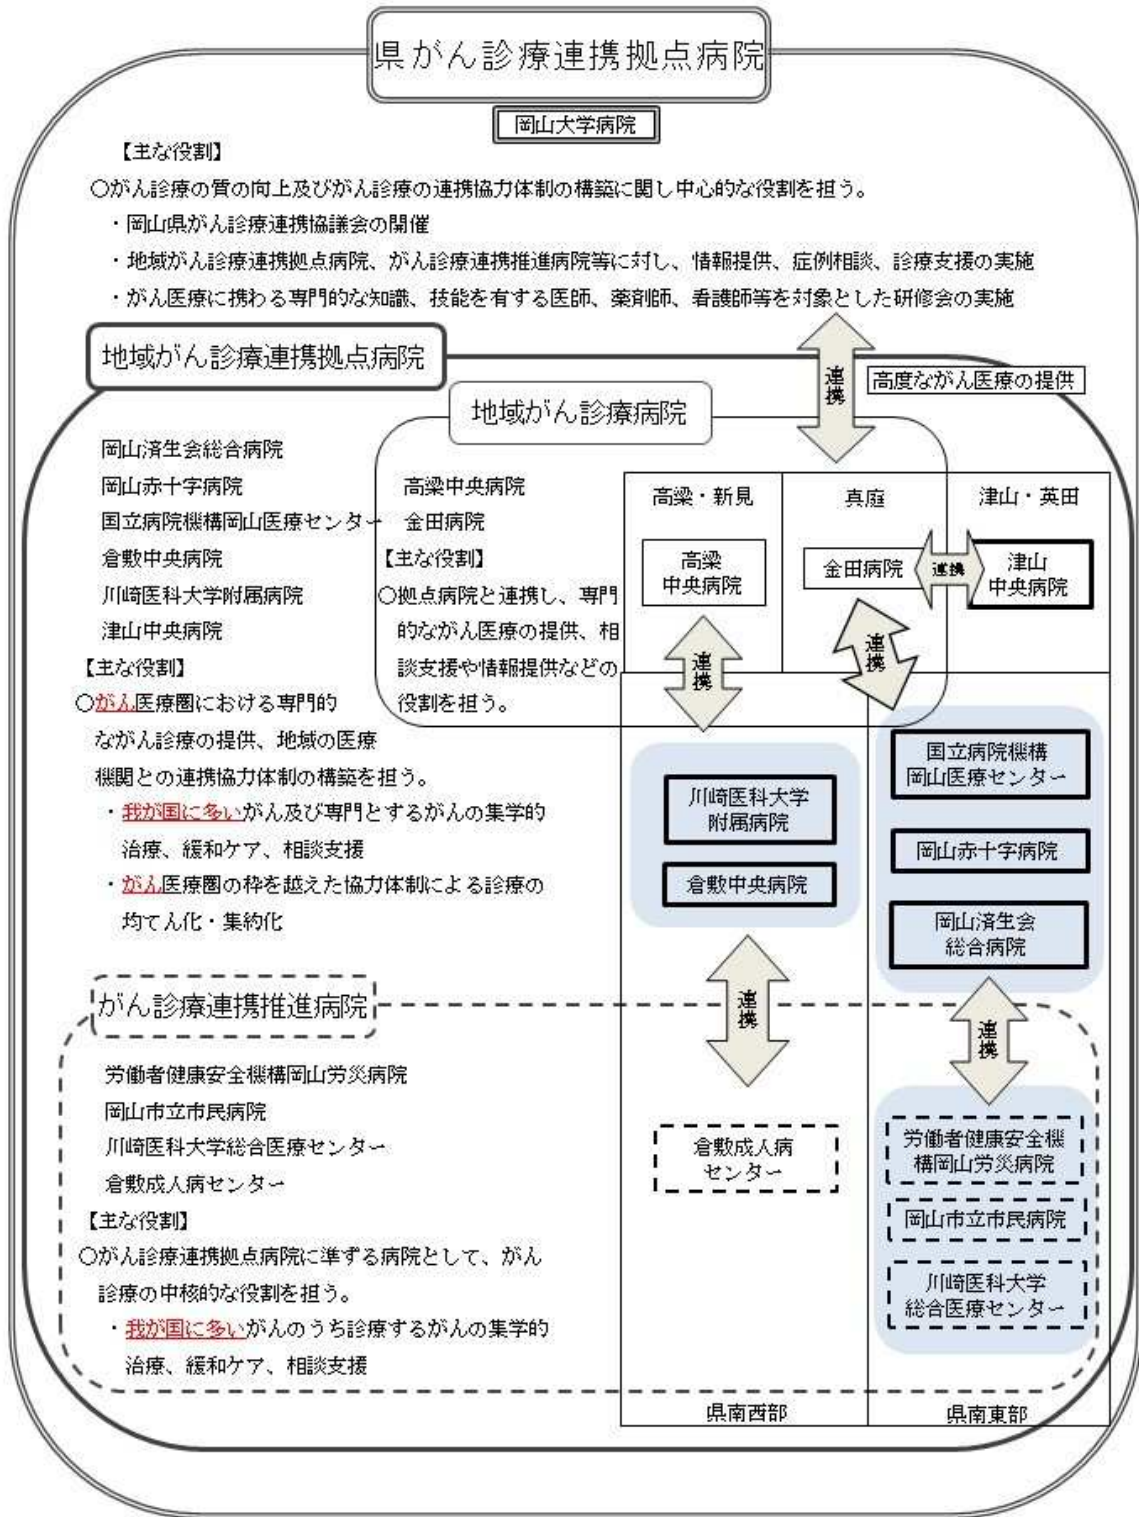 県がん診療連携拠点病院
岡山大学病院
【主な役割】
○がん診療の質の向上及びがん診療の連携協力体制の構築に関し中心的な役割を担う。
・岡山県がん診療連携協議会の開催
・地域がん診療連携拠点病院、がん診療連携推進病院等に対し、情報提供、症例相談、診療支援の実施
・がん医療に携わる専門的な知識、技能を有する医師、薬剤師、看護師等を対象とした研修会の実施
連携
高度ながん医療の提供
地域がん診療連携拠点病院
岡山済生会総合病院
岡山赤十字病院
国立病院機構岡山医療センター
倉敷中央病院
川崎医科大学附属病院
津山中央病院
【主な役割】
○がん医療圏における専門的
ながん診療の提供、地域の医療
機関との連携協力体制の構築を担う。
・我が国に多いがん及び専門とするがんの集学的
治療、緩和ケア、相談支援
・がん医療圏の枠を越えた協力体制による診療の
均てん化・集約化
地域がん診療病院
高梁中央病院
金田病院
【主な役割】
○拠点病院と連携し、専門
的ながん医療の提供、相
談支援や情報提供などの
役割を担う。
高梁・新見
真庭
津山・英田
高梁
中央病院
金田病院
連携
津山
中央病院
連携
連携
川崎医科大学
附属病院
倉敷中央病院
国立病院機構
岡山医療センター
岡山赤十字病院
岡山済生会
総合病院
連携
連携
がん診療連携推進病院
労働者健康安全機構岡山労災病院
岡山市立市民病院
川崎医科大学総合医療センター
倉敷成人病センター
【主な役割】
○がん診療連携拠点病院に準ずる病院として、がん
診療の中核的な役割を担う。
・我が国に多いがんのうち診療するがんの集学的
治療、緩和ケア、相談支援
倉敷成人病
センター
労働者健康安全機
構岡山労災病院
岡山市立市民病院
川崎医科大学
総合医療センター
県南西部
県南東部